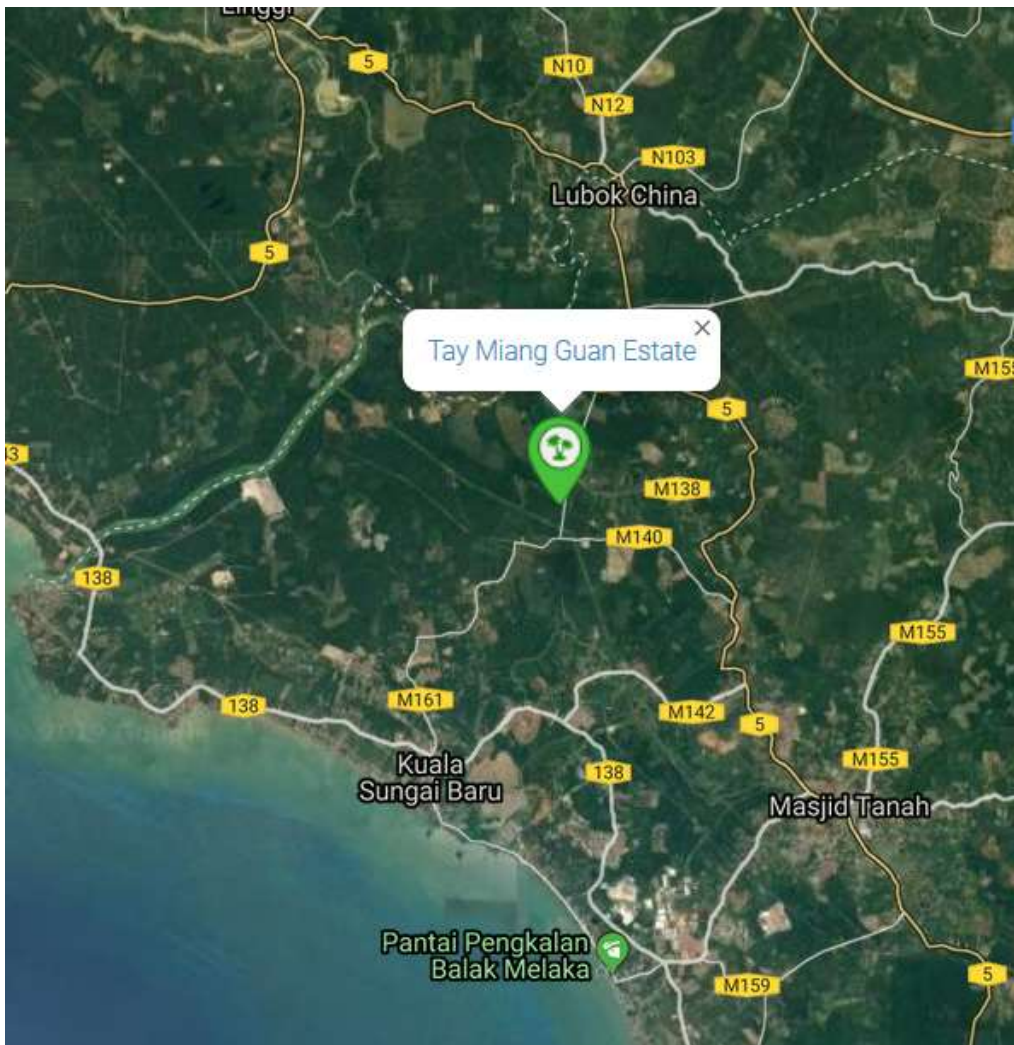 Linggi
5
N10
N12
N103
Lubok China
5
Tay Miang Guan Estate
M155
5
M138
M140
138
M155
138
M161
M142
5
M155
Kuala
Sungai Baru
138
Masjid Tanah
Pantai Pengkalan
Balak Melaka
M159
5